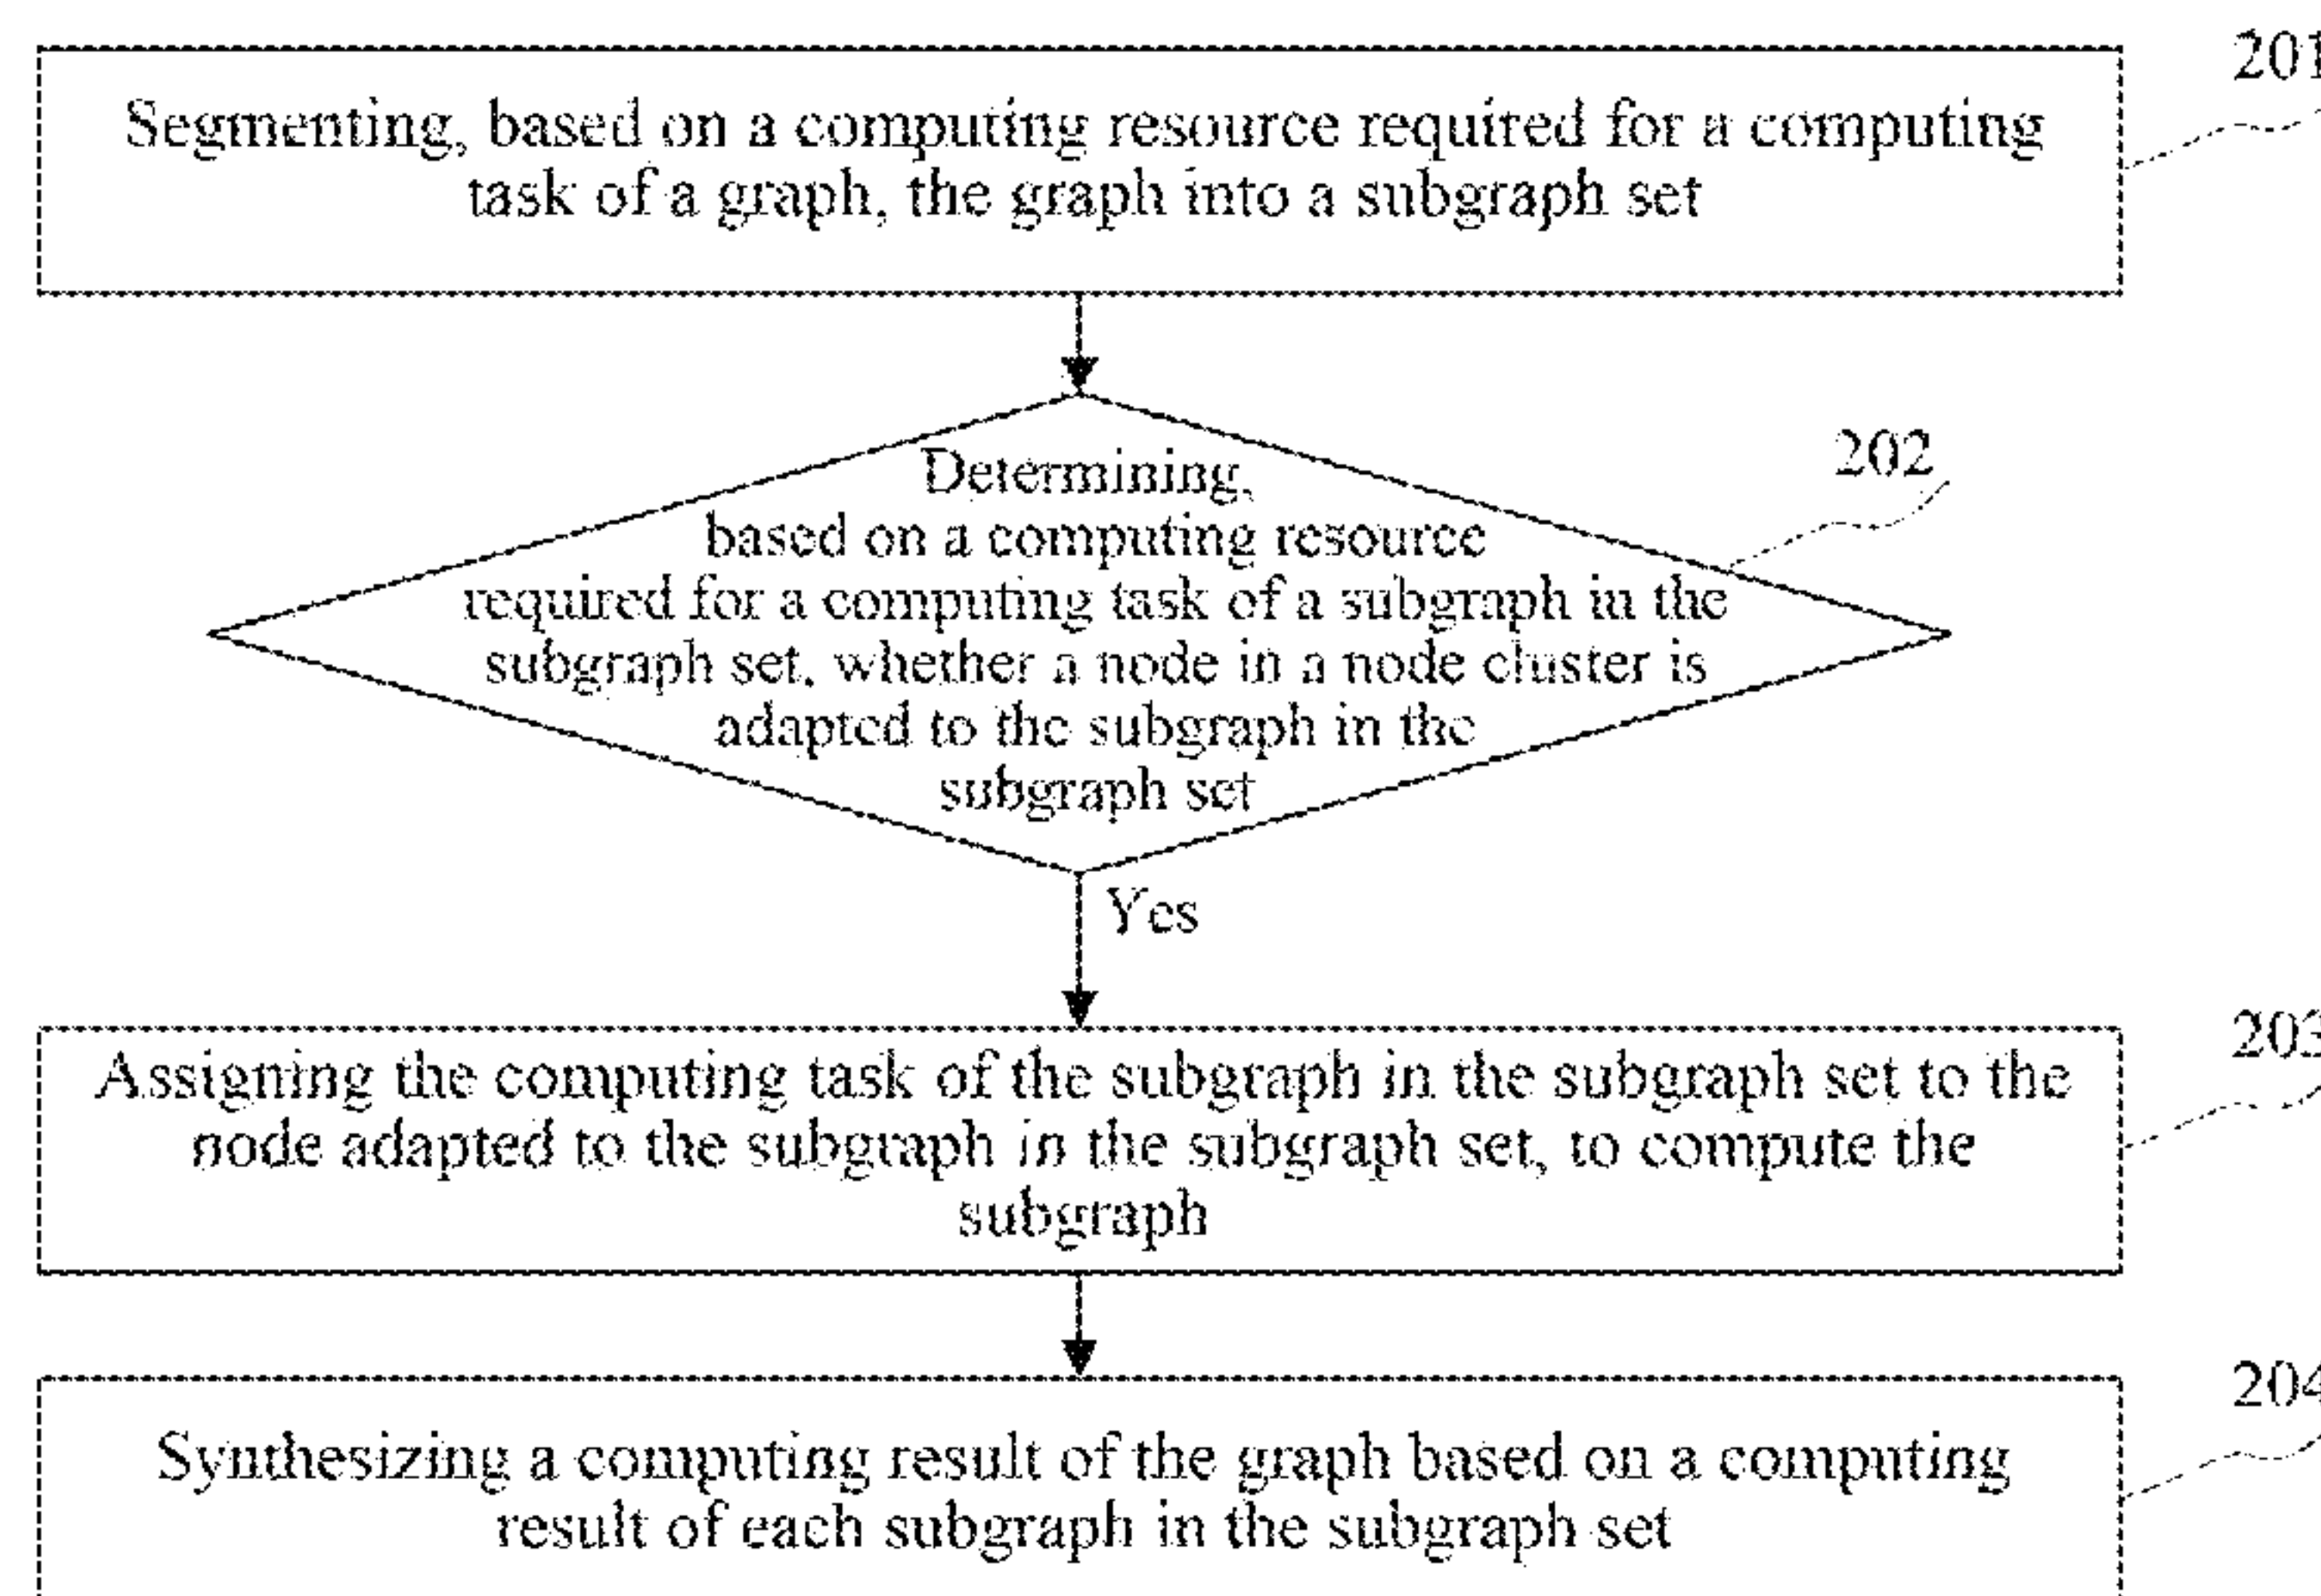 201
Segmenting, based on a computing resource required for a computing
task of a graph, the graph into a subgraph set
202
Determining,
based on a computing resource
required for a computing task of a subgraph in the
subgraph set, whether a node in a node cluster is
adapted to the subgraph in the
subgraph set
Yes
203
Assigning the computing task of the subgraph in the subgraph set to the
node adapted to the subgraph in the subgraph set, to compute the
subgraph
204
Synthesizing a computing result of the graph based on a computing
result of each subgraph in the subgraph set